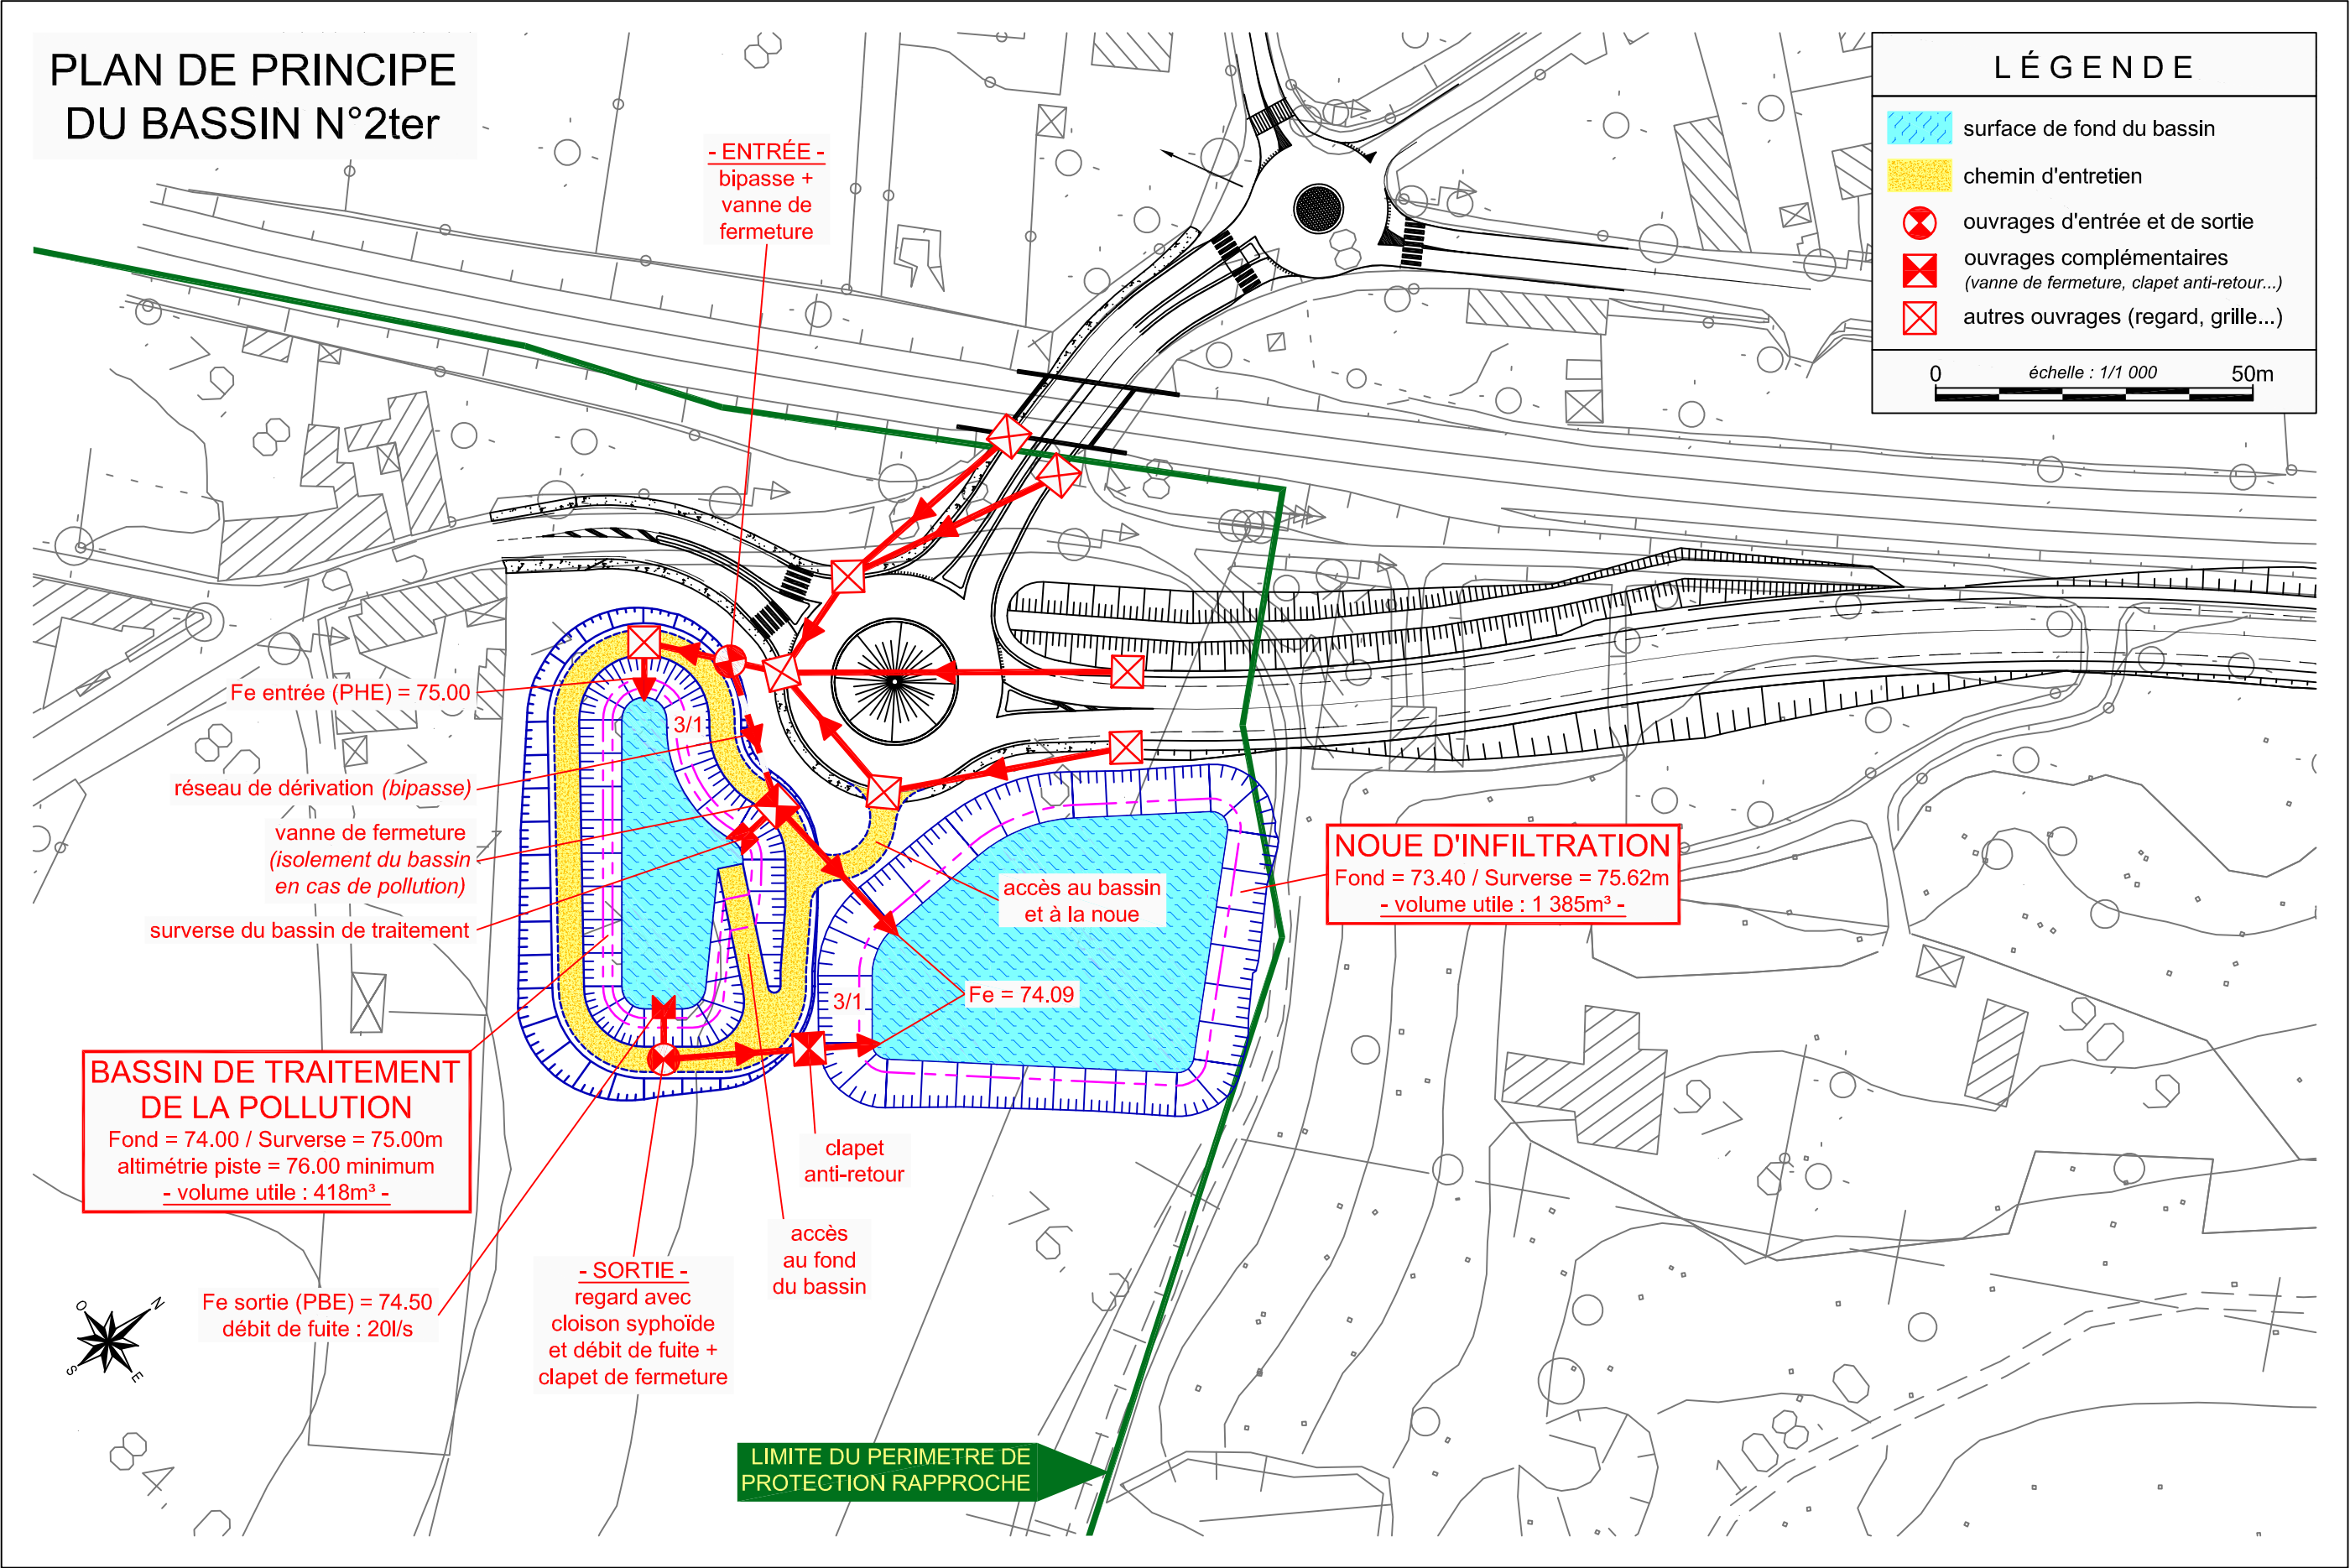 PLAN DE PRINCIPE
DU BASSIN N°2ter
LÉGENDE
surface de fond du bassin
chemin d'entretien
ouvrages d'entrée et de sortie
ouvrages complémentaires
(vanne de fermeture, clapet anti-retour...)
autres ouvrages (regard, grille...)
0 échelle : 1/1 000 50m
- ENTRÉE -
bipasse +
vanne de
fermeture
Fe entrée (PHE) = 75.00
3/1
réseau de dérivation (bipasse)
vanne de fermeture
(isolement du bassin
en cas de pollution)
surverse du bassin de traitement
accès au bassin
et à la noue
NOUE D'INFILTRATION
Fond = 73.40 / Surverse = 75.62m
- volume utile : 1 385m³ -
3/1
Fe = 74.09
BASSIN DE TRAITEMENT
DE LA POLLUTION
Fond = 74.00 / Surverse = 75.00m
altimétrie piste = 76.00 minimum
- volume utile : 418m³ -
clapet
anti-retour
accès
au fond
du bassin
- SORTIE -
regard avec
cloison syphoïde
et débit de fuite +
clapet de fermeture
Fe sortie (PBE) = 74.50
débit de fuite : 20l/s
O
N
S
E
LIMITE DU PERIMETRE DE
PROTECTION RAPPROCHE